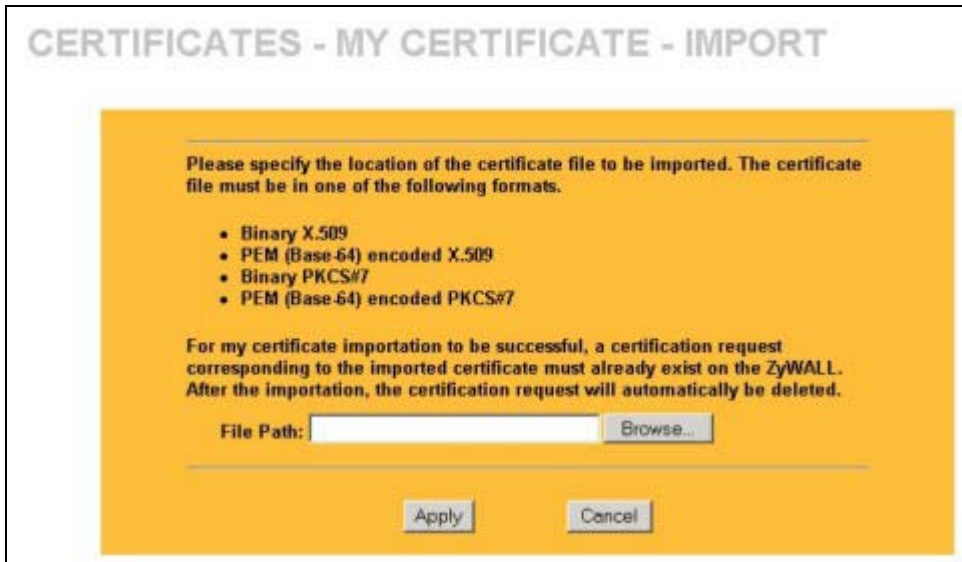 CERTIFICATES - MY CERTIFICATE - IMPORT
Please specify the location of the certificate file to be imported. The certificate
file must be in one of the following formats.
• Binary X.509
• PEM (Base-64) encoded X.509
• Binary PKCS#7
• PEM (Base-64) encoded PKCS#7
For my certificate importation to be successful, a certification request
corresponding to the imported certificate must already exist on the ZyWALL.
After the importation, the certification request will automatically be deleted.
File Path: Browse...
Apply Cancel